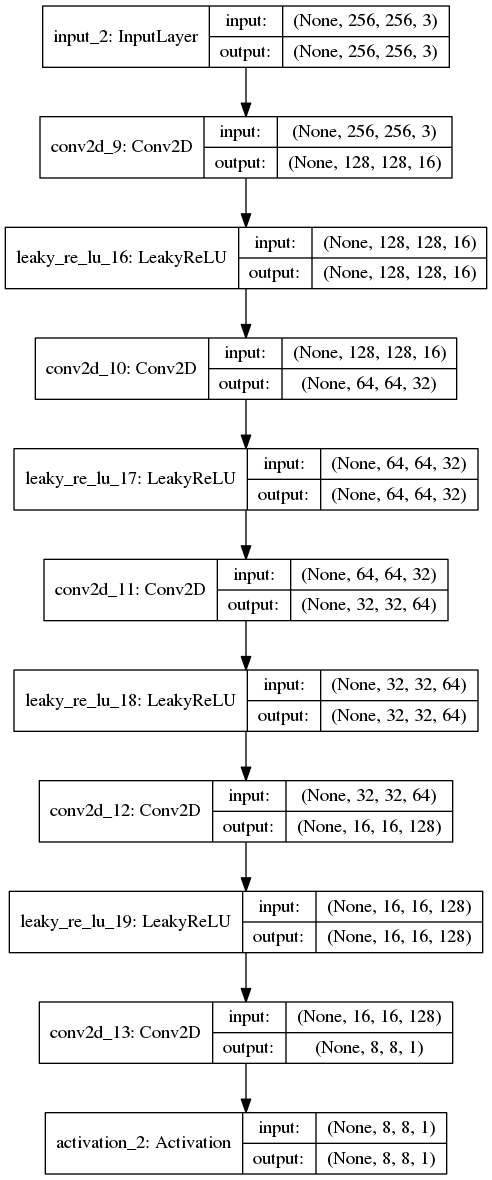 input_2: InputLayer
input: (None, 256, 256, 3)
output: (None, 256, 256, 3)
conv2d_9: Conv2D
input: (None, 256, 256, 3)
output: (None, 128, 128, 16)
leaky_re_lu_16: LeakyReLU
input: (None, 128, 128, 16)
output: (None, 128, 128, 16)
conv2d_10: Conv2D
input: (None, 128, 128, 16)
output: (None, 64, 64, 32)
leaky_re_lu_17: LeakyReLU
input: (None, 64, 64, 32)
output: (None, 64, 64, 32)
conv2d_11: Conv2D
input: (None, 64, 64, 32)
output: (None, 32, 32, 64)
leaky_re_lu_18: LeakyReLU
input: (None, 32, 32, 64)
output: (None, 32, 32, 64)
conv2d_12: Conv2D
input: (None, 32, 32, 64)
output: (None, 16, 16, 128)
leaky_re_lu_19: LeakyReLU
input: (None, 16, 16, 128)
output: (None, 16, 16, 128)
conv2d_13: Conv2D
input: (None, 16, 16, 128)
output: (None, 8, 8, 1)
activation_2: Activation
input: (None, 8, 8, 1)
output: (None, 8, 8, 1)